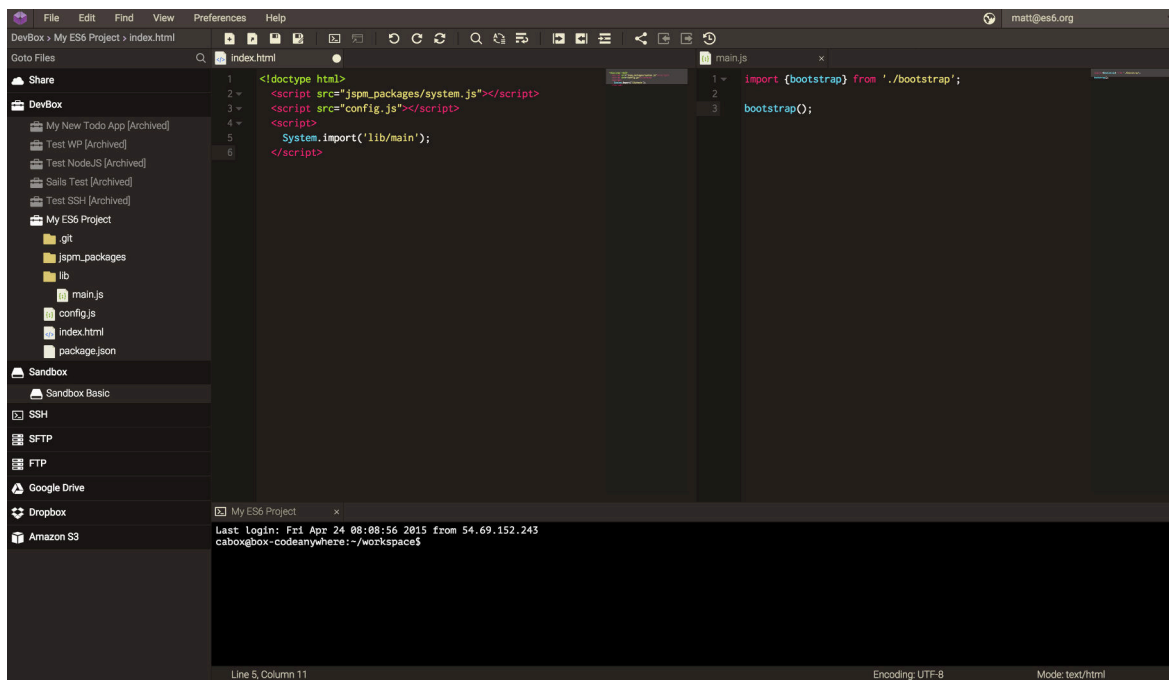 File Edit Find View Preferences Help matt@es6.org
DevBox > My ES6 Project > index.html
Goto Files
Share
DevBox
My New Todo App [Archived]
Test WP [Archived]
Test NodeJS [Archived]
Sails Test [Archived]
Test SSH [Archived]
My ES6 Project
.git
jspm_packages
lib
main.js
config.js
index.html
package.json
Sandbox
Sandbox Basic
SSH
SFTP
FTP
Google Drive
Dropbox
Amazon S3
index.html
1 <!doctype html>
2 <script src="jspm_packages/system.js"></script>
3 <script src="config.js"></script>
4 <script>
5 System.import('lib/main');
6 </script>
main.js ×
1 import {bootstrap} from './bootstrap';
2
3 bootstrap();
My ES6 Project ×
Last login: Fri Apr 24 08:08:56 2015 from 54.69.152.243
cabox@box-codeanywhere:~/workspace$
Line 5, Column 11 Encoding: UTF-8 Mode: text/html